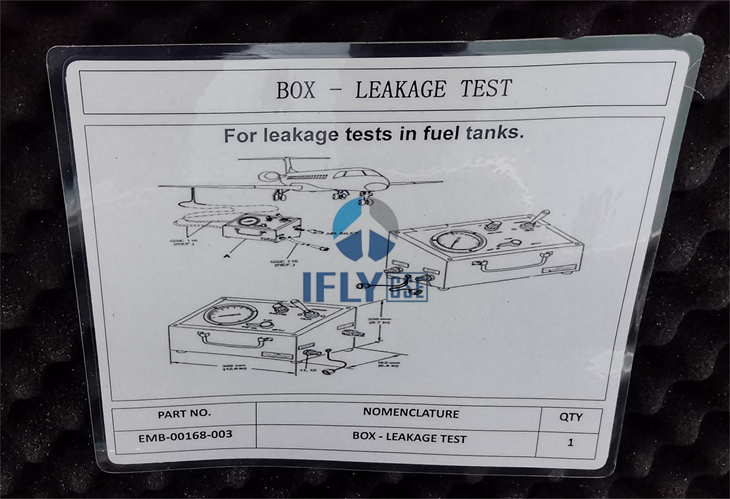 BOX - LEAKAGE TEST
For leakage tests in fuel tanks.
A
IFLY GSE
PART NO. NOMENCLATURE QTY
EMB-00168-003 BOX - LEAKAGE TEST 1